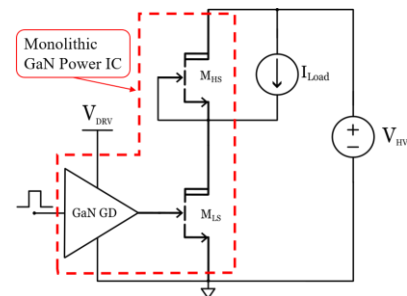 Monolithic
GaN Power IC
M_HS
I_Load
V_DRV
V_HV
GaN GD
M_LS